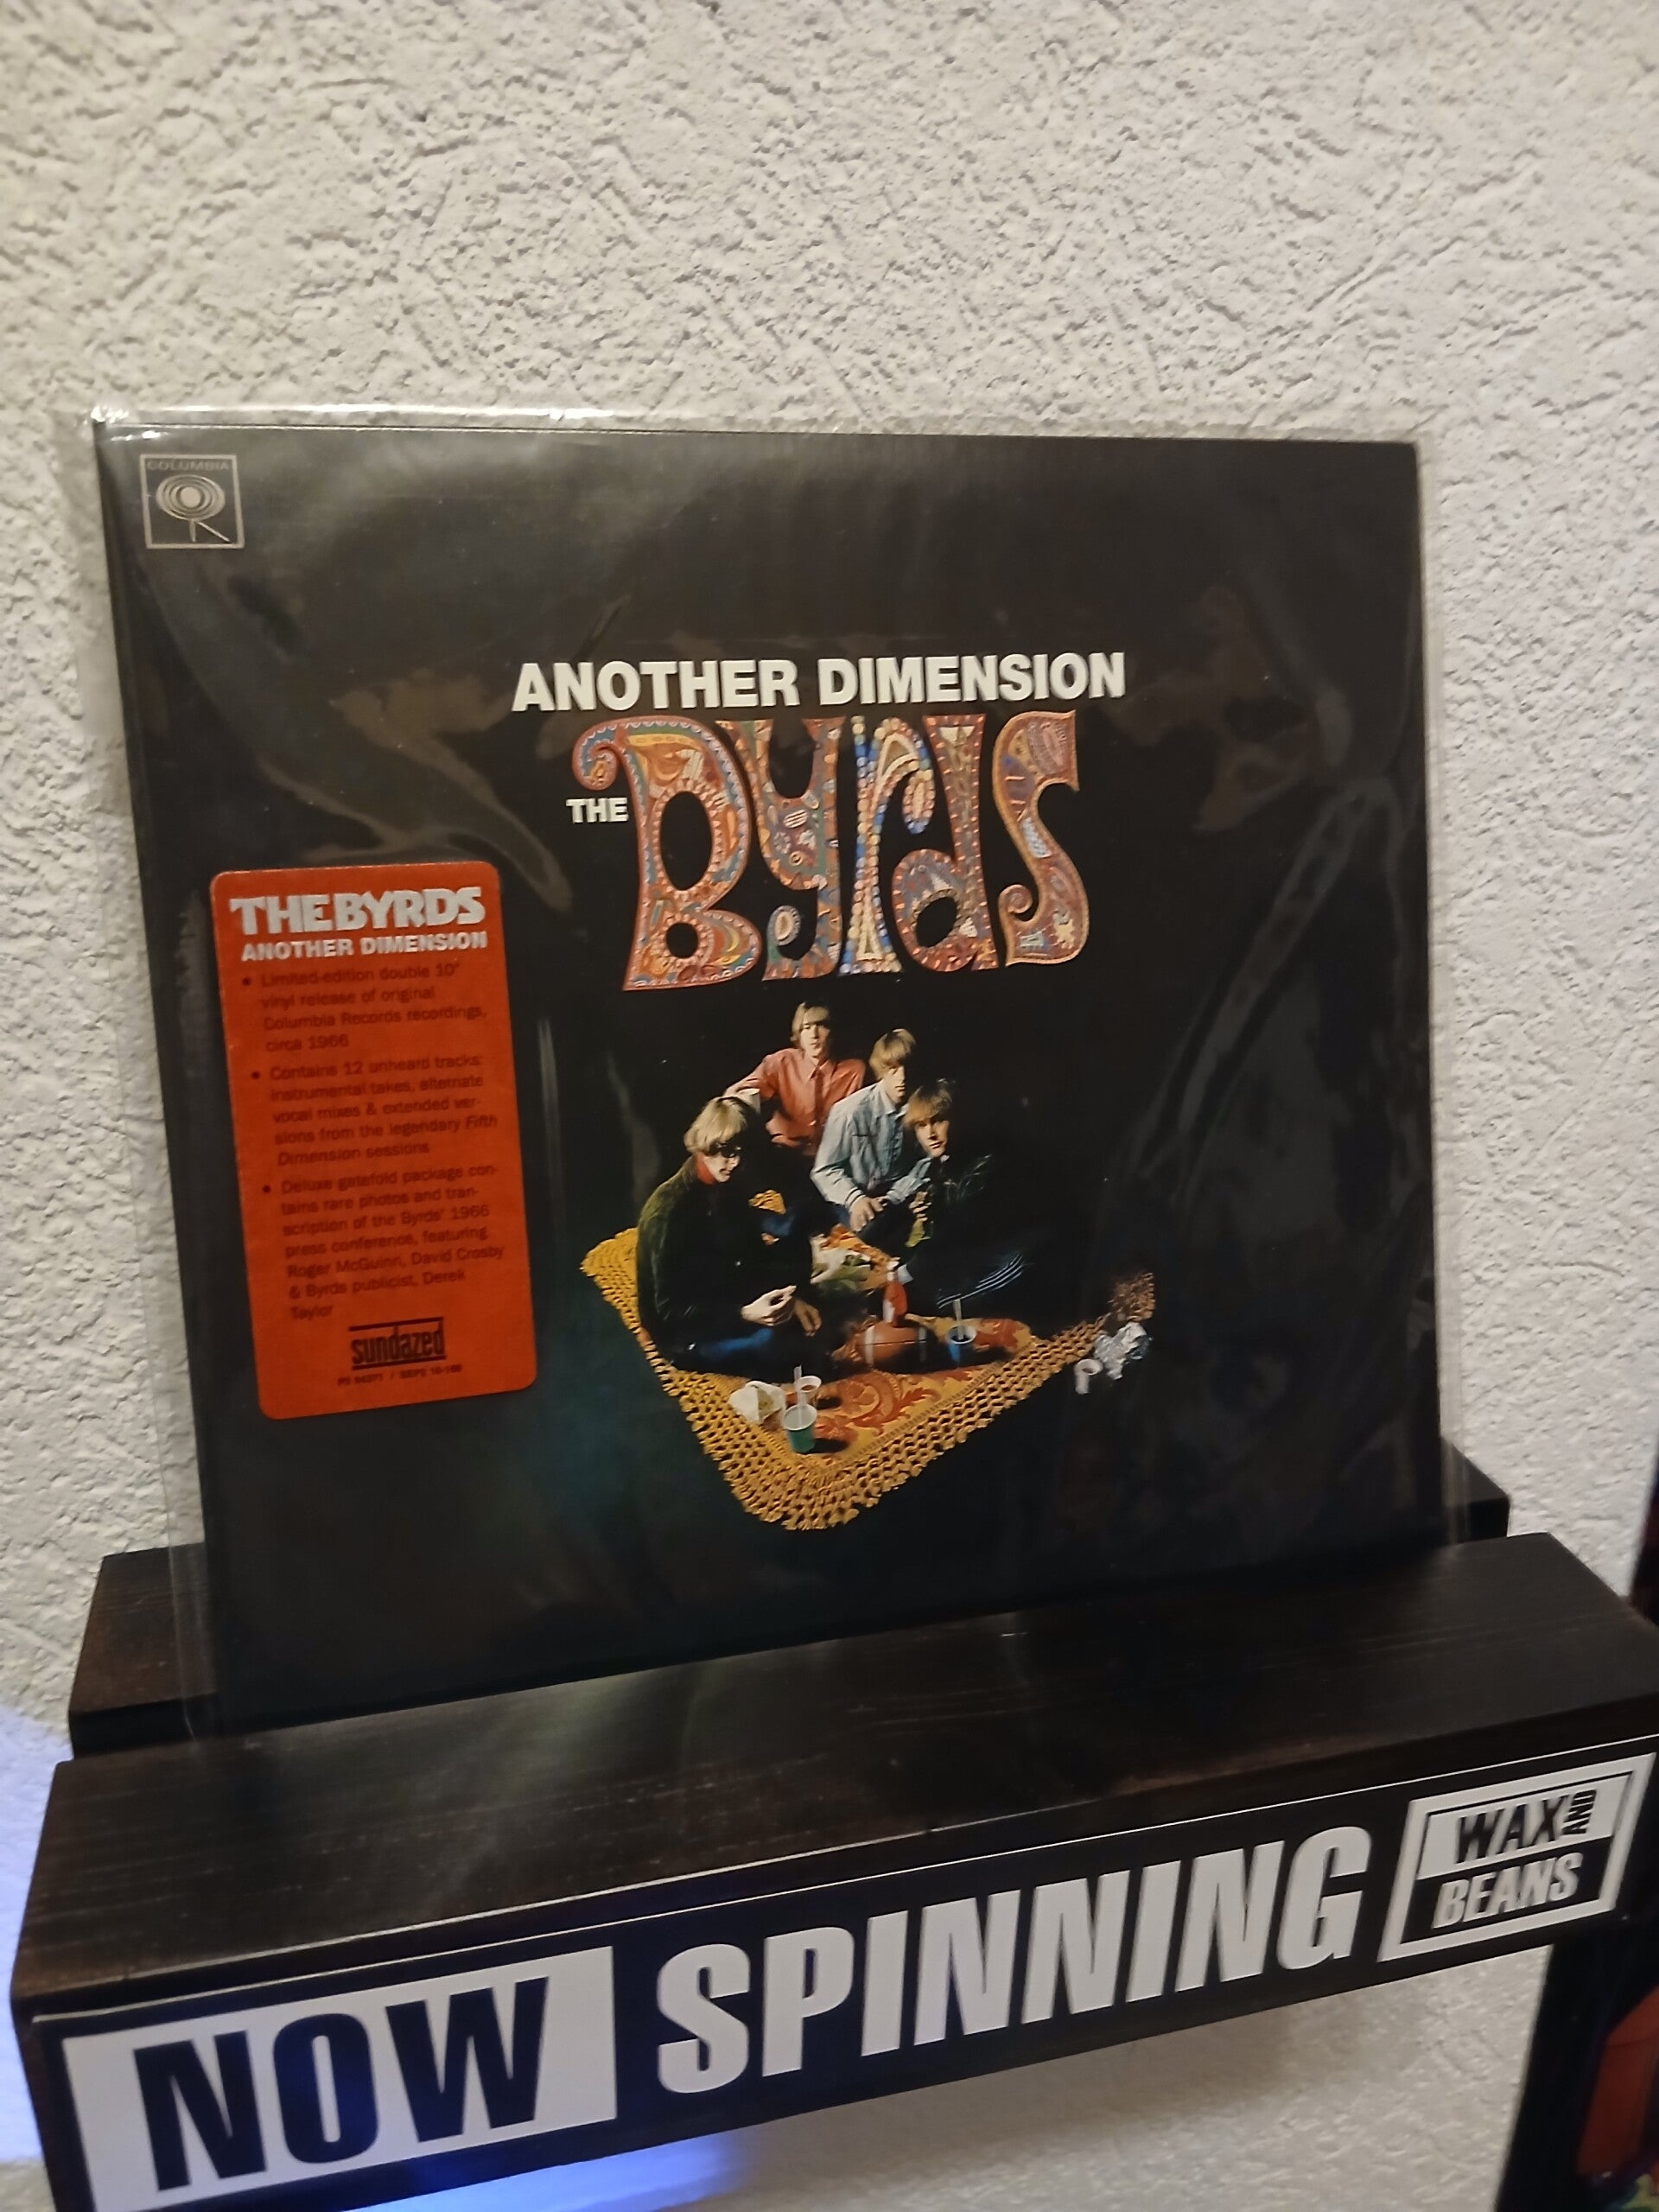 COLUMBIA
ANOTHER DIMENSION
THE Byrds
THE BYRDS
ANOTHER DIMENSION
• Limited-edition double 10"
vinyl release of original
Columbia Records recordings,
circa 1966
• Contains 12 unheard tracks:
instrumental takes, alternate
vocal mixes & extended ver-
sions from the legendary Fifth
Dimension sessions
• Deluxe gatefold package con-
tains rare photos and tran-
scription of the Byrds' 1966
press conference, featuring
Roger McGuinn, David Crosby
& Byrds publicist, Derek
Taylor
sundazed
NOW SPINNING
WAX AND
BEANS